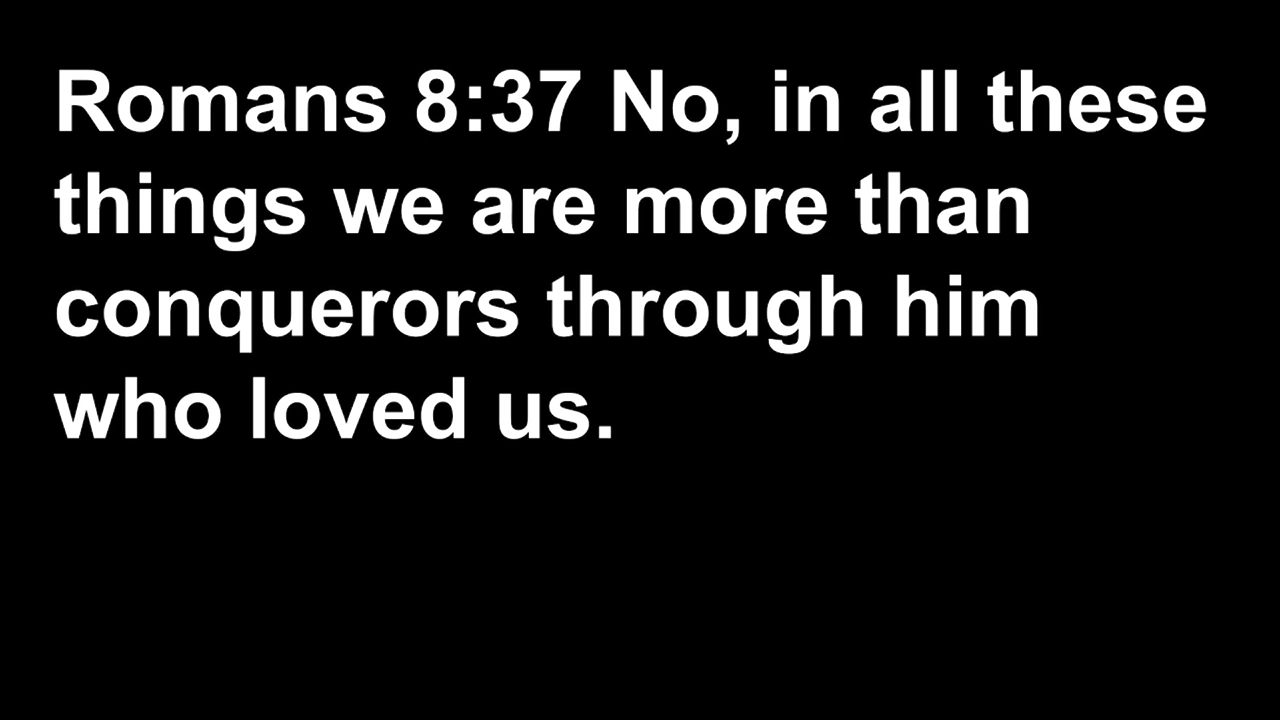 Romans 8:37 No, in all these
things we are more than
conquerors through him
who loved us.